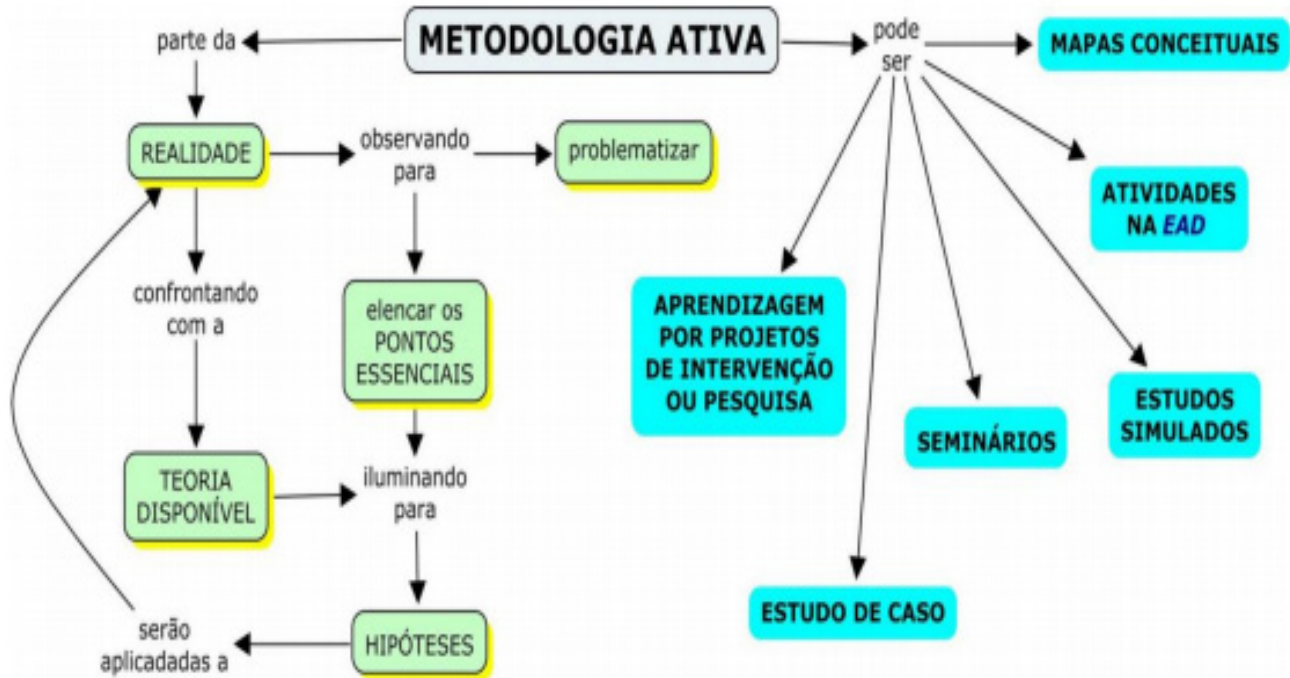 METODOLOGIA ATIVA
parte da
REALIDADE
observando
para
problematizar
confrontando
com a
elencar os
PONTOS
ESSENCIAIS
TEORIA
DISPONÍVEL
iluminando
para
HIPÓTESES
serão
aplicadadas a
pode
ser
MAPAS CONCEITUAIS
ATIVIDADES
NA EAD
APRENDIZAGEM
POR PROJETOS
DE INTERVENÇÃO
OU PESQUISA
SEMINÁRIOS
ESTUDOS
SIMULADOS
ESTUDO DE CASO